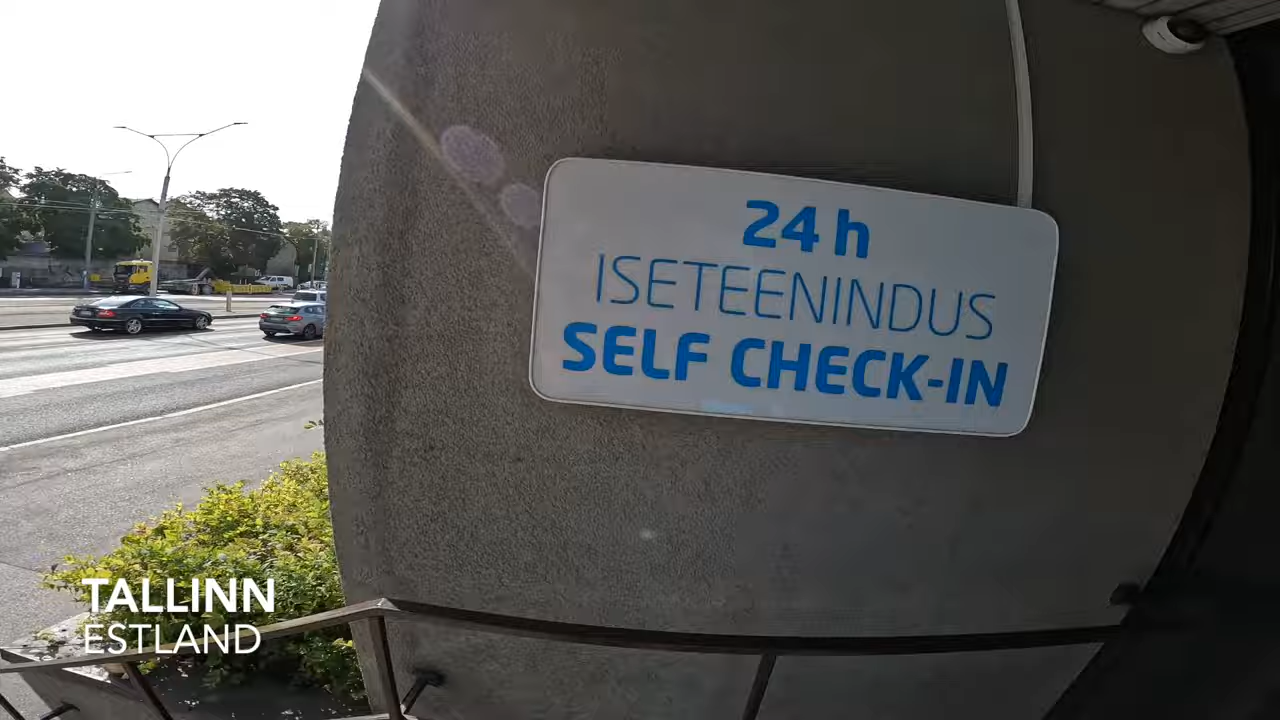 24 h
ISETEENINDUS
SELF CHECK-IN
TALLINN
ESTLAND